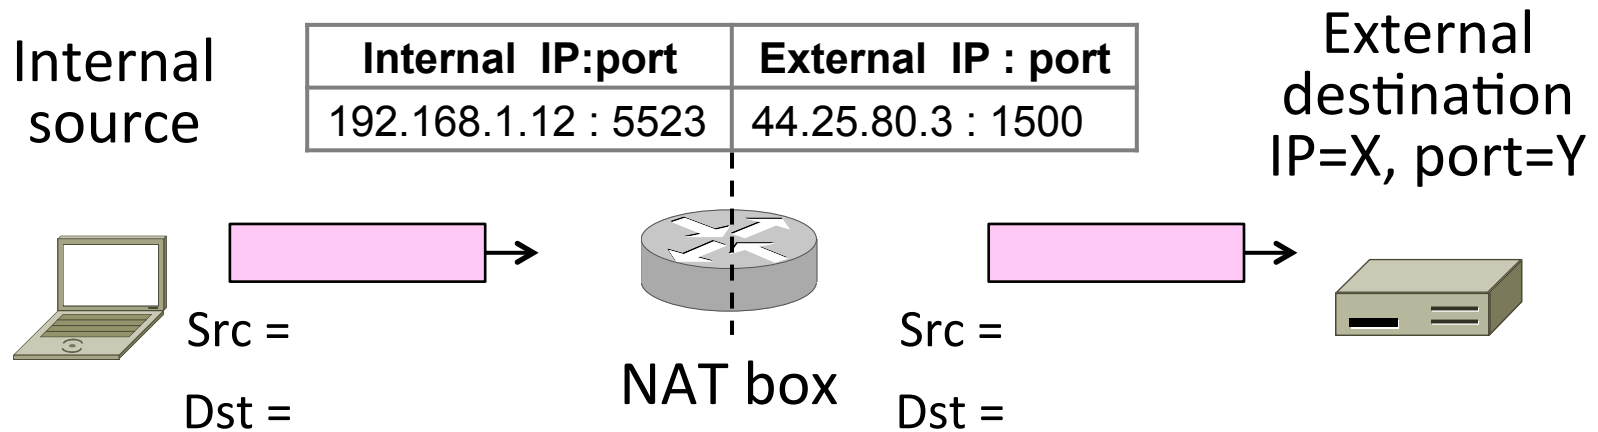 Internal
source
Internal IP:port
External IP : port
192.168.1.12 : 5523
44.25.80.3 : 1500
External
destination
IP=X, port=Y
Src =
Dst =
NAT box
Src =
Dst =